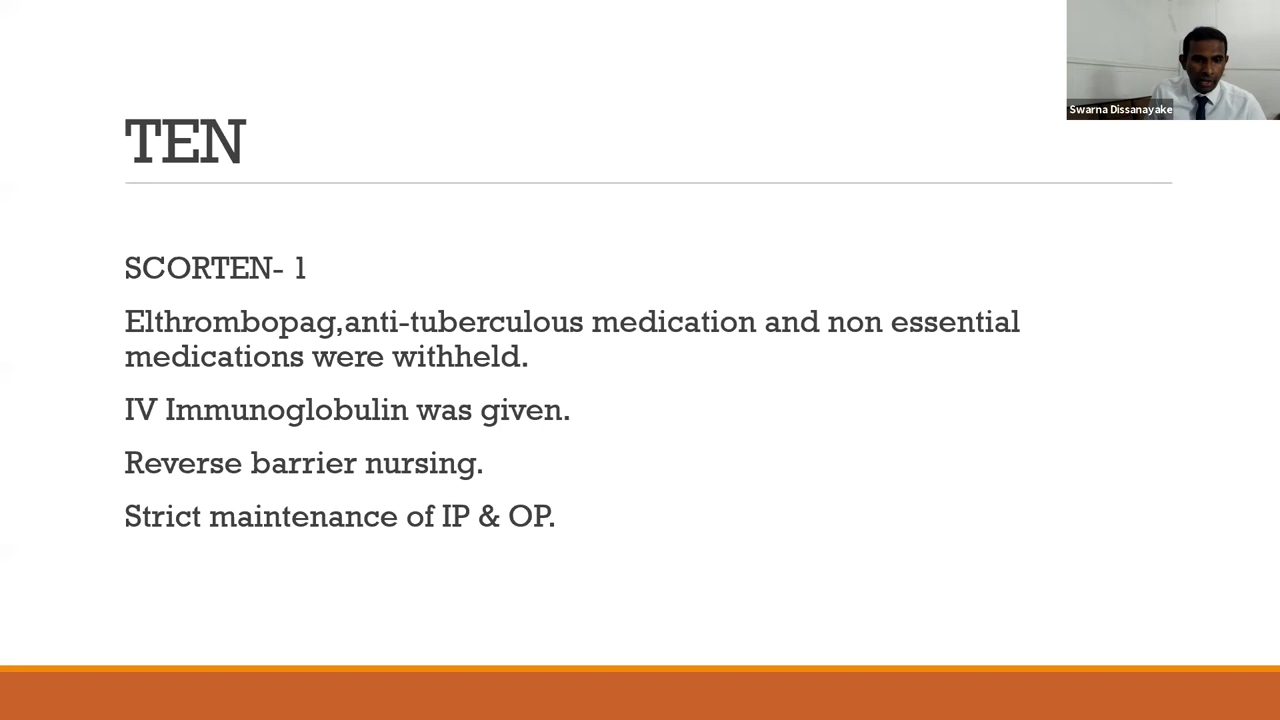 Swarna Dissanayake
TEN
SCORTEN- 1
Elthrombopag,anti-tuberculous medication and non essential
medications were withheld.
IV Immunoglobulin was given.
Reverse barrier nursing.
Strict maintenance of IP & OP.